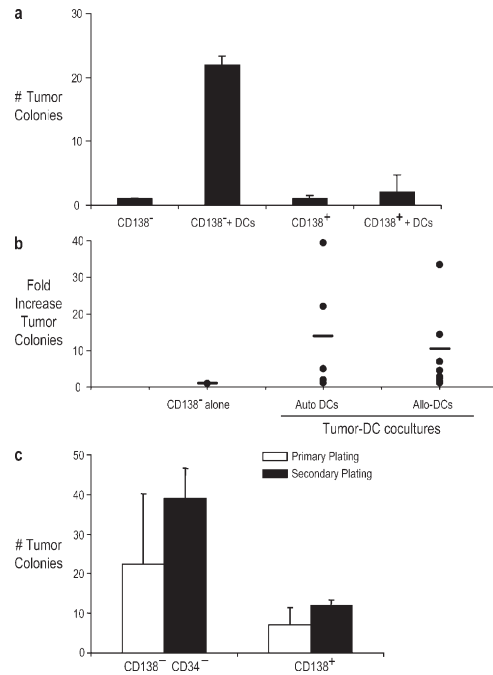 a
30
# Tumor
Colonies
20
10
0
CD138⁻
CD138⁻+ DCs
CD138⁺
CD138⁺ + DCs
b
40
Fold
Increase
Tumor
Colonies
30
20
10
0
CD138⁻ alone
Auto DCs
Allo-DCs
Tumor-DC cocultures
c
Primary Plating
Secondary Plating
50
# Tumor
Colonies
40
30
20
10
0
CD138⁻ CD34⁻
CD138⁺